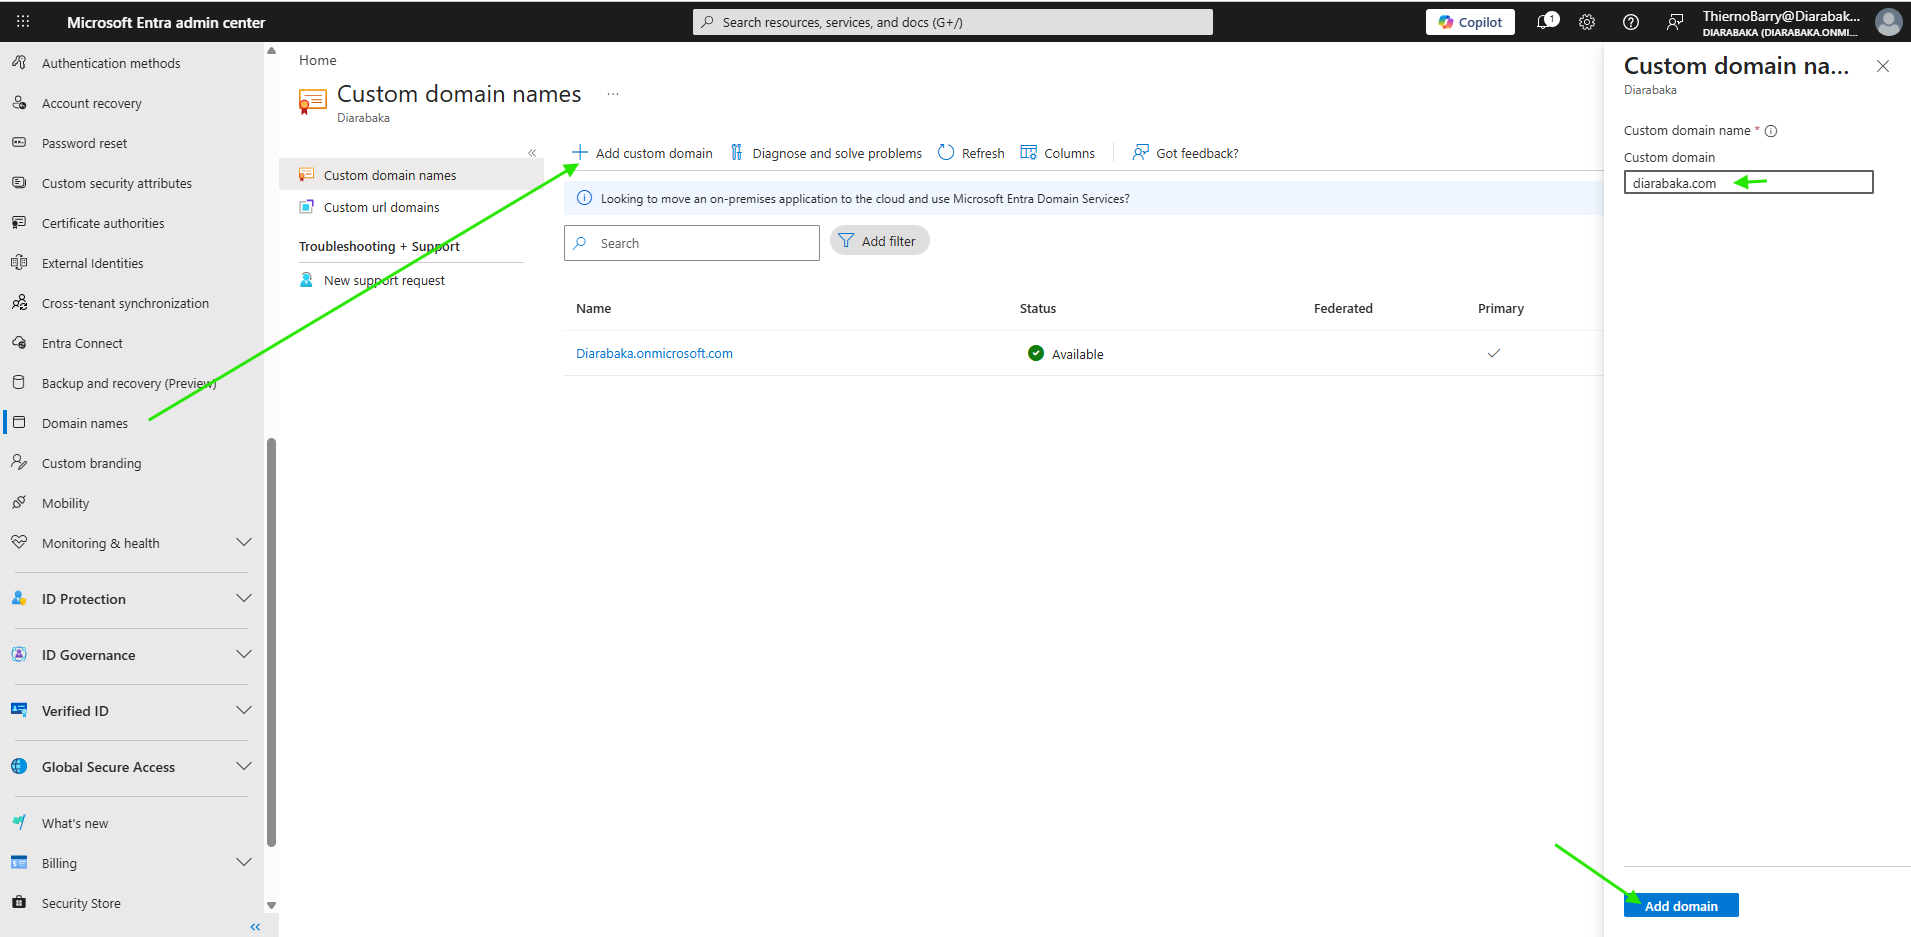 Microsoft Entra admin center
Search resources, services, and docs (G+/)
Copilot
1
ThiernoBarry@Diarabak...
DIARABAKA (DIARABAKA.ONMI...
Authentication methods
Account recovery
Password reset
Custom security attributes
Certificate authorities
External Identities
Cross-tenant synchronization
Entra Connect
Backup and recovery (Preview)
Domain names
Custom branding
Mobility
Monitoring & health
ID Protection
ID Governance
Verified ID
Global Secure Access
What's new
Billing
Security Store
Home
Custom domain names
...
Diarabaka
Custom domain names
Custom url domains
Troubleshooting + Support
New support request
Add custom domain
Diagnose and solve problems
Refresh
Columns
Got feedback?
Looking to move an on-premises application to the cloud and use Microsoft Entra Domain Services?
Search
Add filter
Name Status Federated Primary
Diarabaka.onmicrosoft.com Available
Custom domain na...
Diarabaka
Custom domain name *
Custom domain
diarabaka.com
Add domain